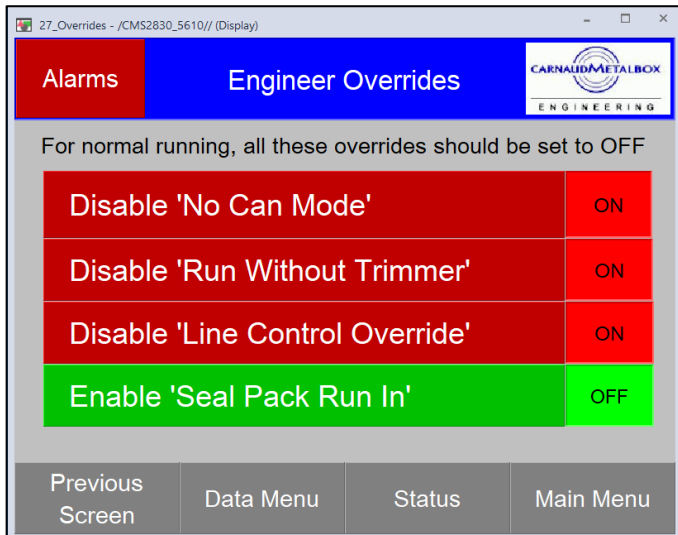 27_Overrides - /CMS2830_5610// (Display)
Alarms
Engineer Overrides
CARNAUDMETALBOX
ENGINEERING
For normal running, all these overrides should be set to OFF
Disable 'No Can Mode' ON
Disable 'Run Without Trimmer' ON
Disable 'Line Control Override' ON
Enable 'Seal Pack Run In' OFF
Previous
Screen
Data Menu
Status
Main Menu